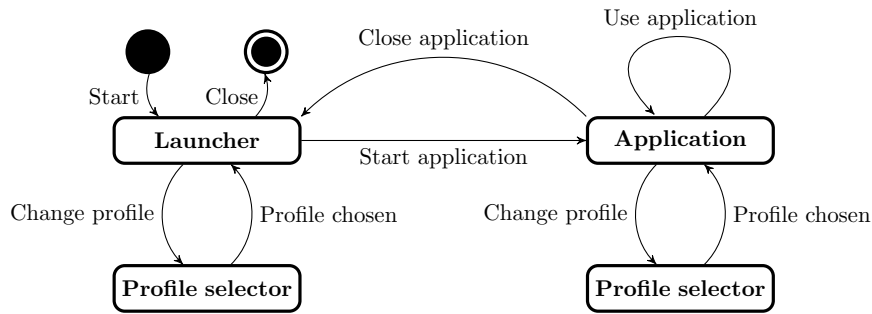 Use application
Close application
Start
Close
Launcher
Application
Start application
Change profile
Profile chosen
Change profile
Profile chosen
Profile selector
Profile selector